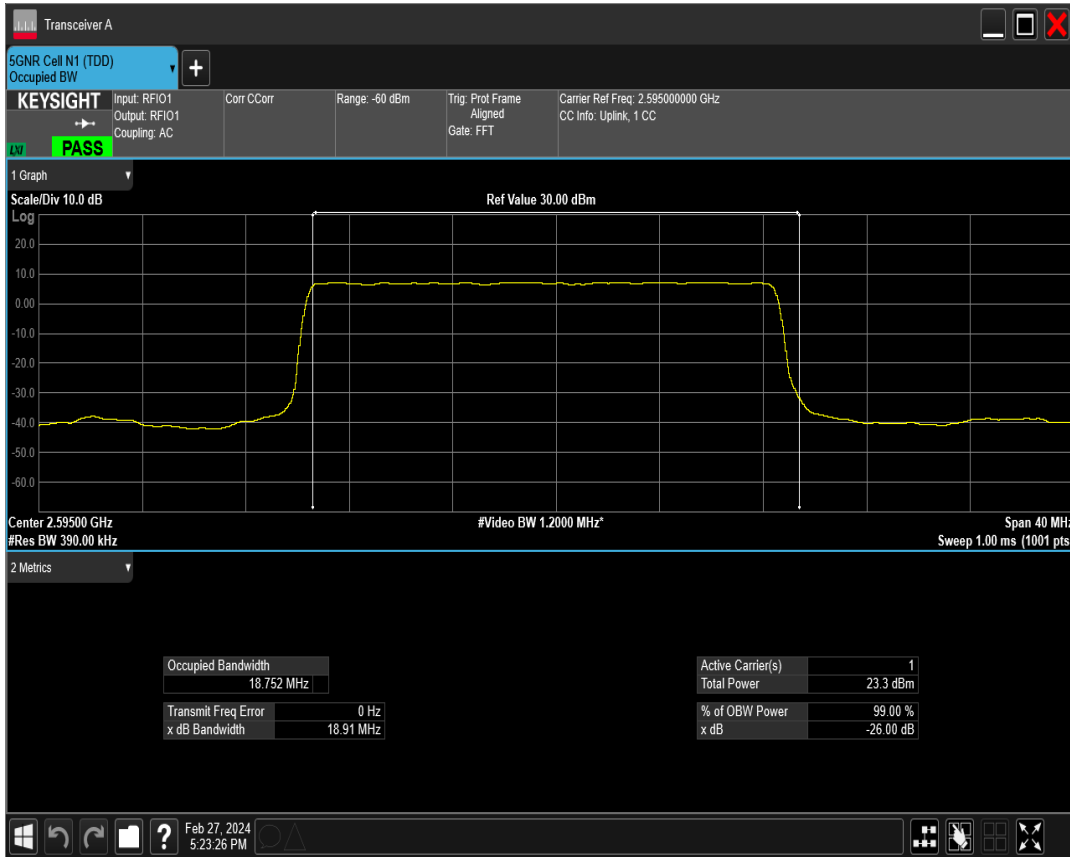 Transceiver A
5GNR Cell N1 (TDD)
Occupied BW
KEYSIGHT
LXI
PASS
Input: RFIO1
Output: RFIO1
Coupling: AC
Corr CCorr
Range: -60 dBm
Trig: Prot Frame
Aligned
Gate: FFT
Carrier Ref Freq: 2.595000000 GHz
CC Info: Uplink, 1 CC
1 Graph
Scale/Div 10.0 dB
Ref Value 30.00 dBm
Log
20.0
10.0
0.00
-10.0
-20.0
-30.0
-40.0
-50.0
-60.0
Center 2.59500 GHz
#Video BW 1.2000 MHz*
Span 40 MHz
#Res BW 390.00 kHz
Sweep 1.00 ms (1001 pts
2 Metrics
Occupied Bandwidth
18.752 MHz
Transmit Freq Error 0 Hz
x dB Bandwidth 18.91 MHz
Active Carrier(s) 1
Total Power 23.3 dBm
% of OBW Power 99.00 %
x dB -26.00 dB
Feb 27, 2024
5:23:26 PM